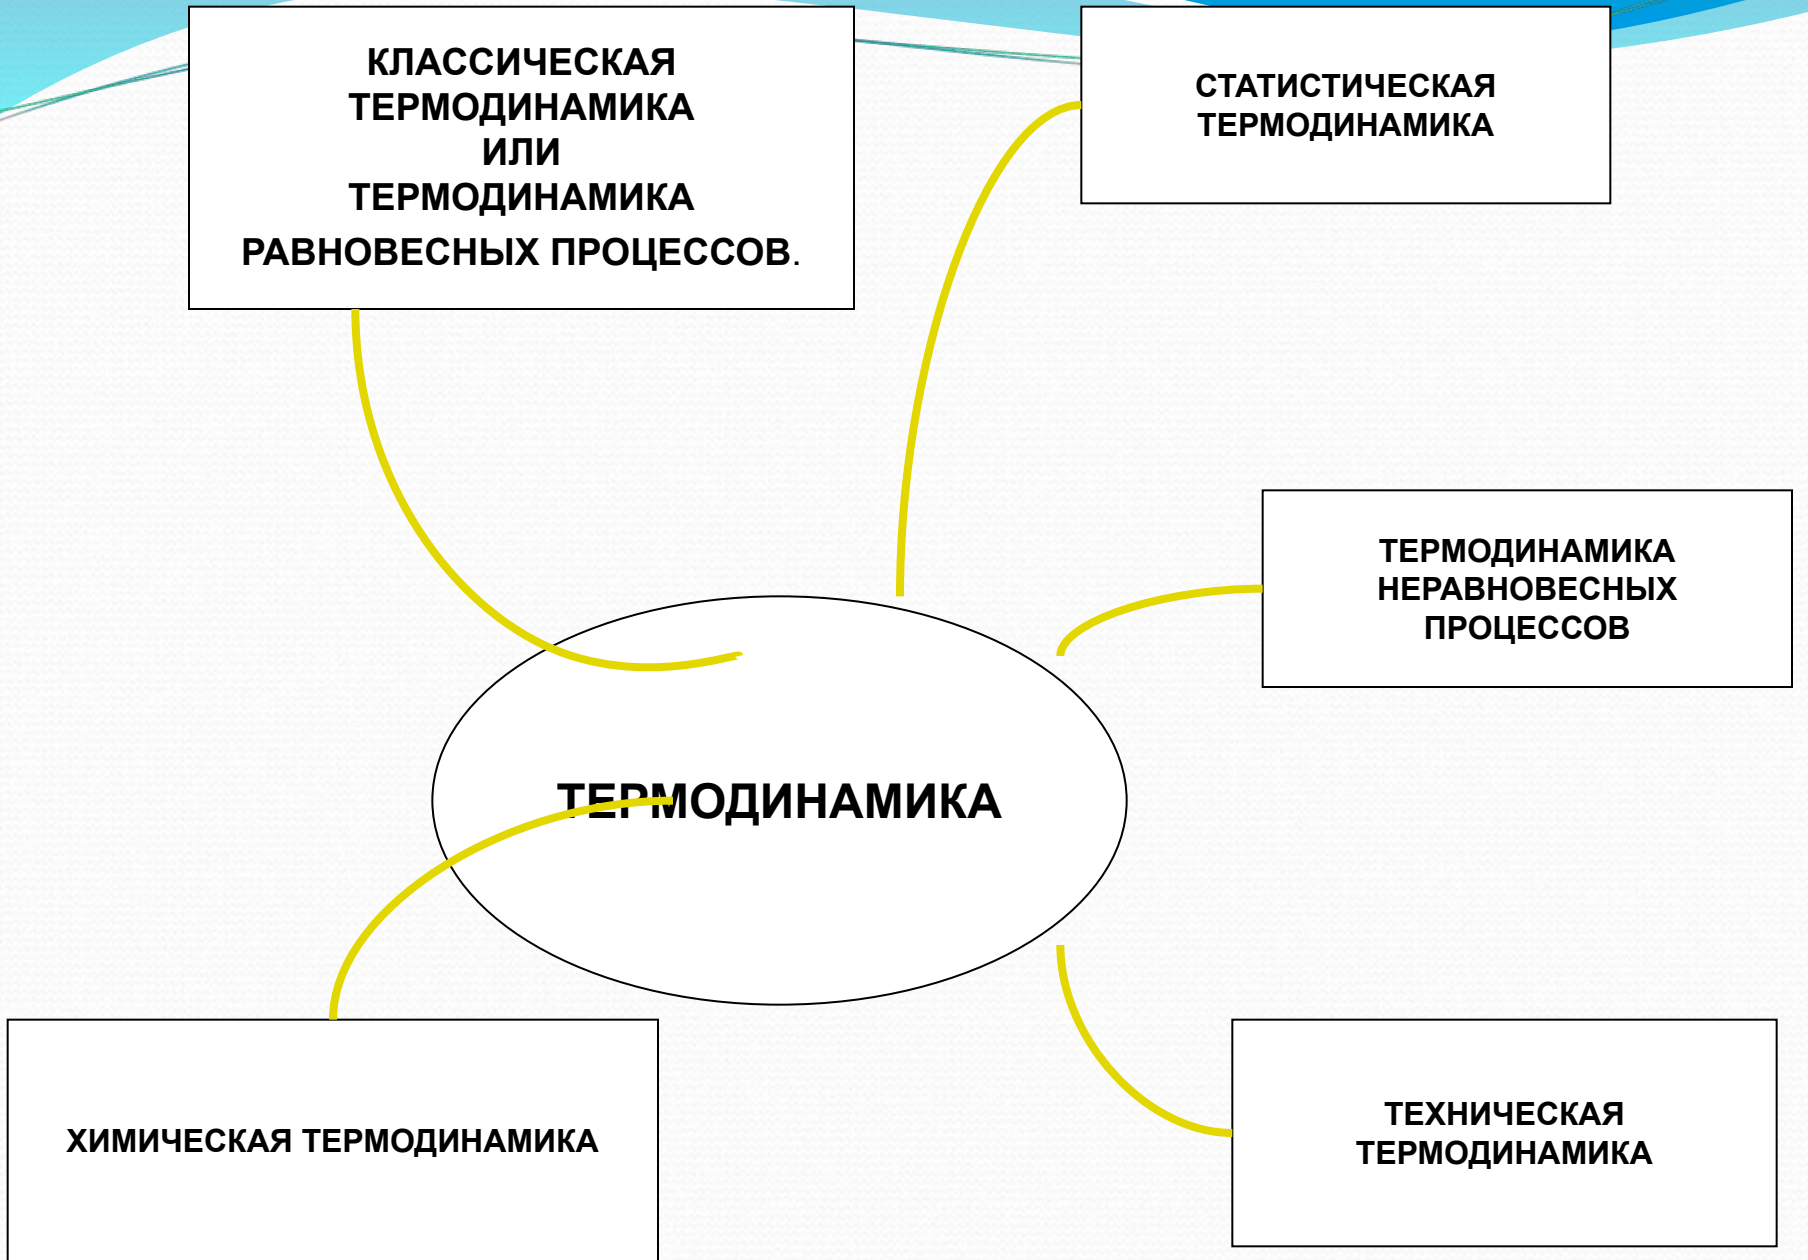 КЛАССИЧЕСКАЯ
ТЕРМОДИНАМИКА
ИЛИ
ТЕРМОДИНАМИКА
РАВНОВЕСНЫХ ПРОЦЕССОВ.
СТАТИСТИЧЕСКАЯ
ТЕРМОДИНАМИКА
ТЕРМОДИНАМИКА
НЕРАВНОВЕСНЫХ
ПРОЦЕССОВ
ТЕРМОДИНАМИКА
ХИМИЧЕСКАЯ ТЕРМОДИНАМИКА
ТЕХНИЧЕСКАЯ
ТЕРМОДИНАМИКА